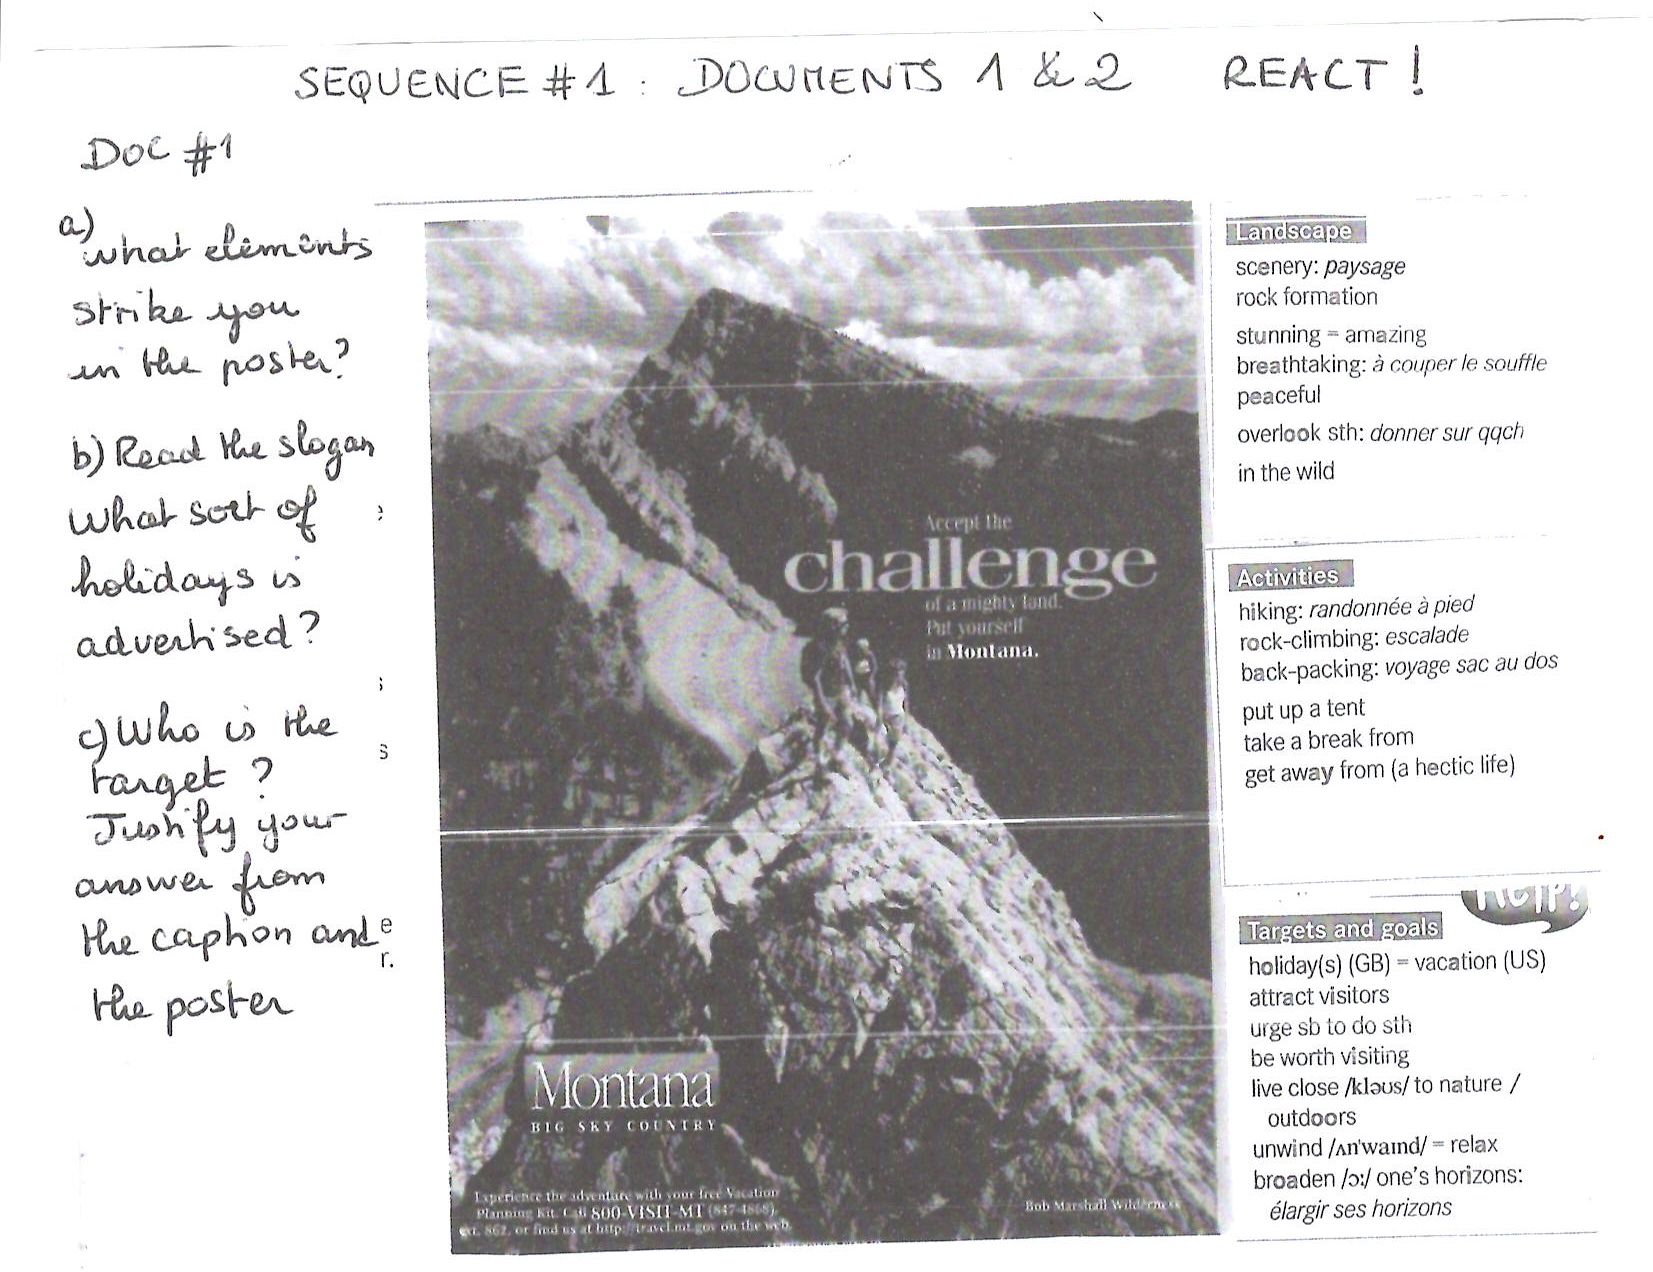 SEQUENCE #1 : DOCUMENTS 1 & 2 REACT !
DOC #1
a)
what elements
strike you
in the poster?
b) Read the slogan
What sort of
holidays is
advertised?
c) Who is the
target ?
Justify your
answer from
the caption and
the poster
e
r.
s
Accept the
challenge
of a mighty land.
Put yourself
in Montana.
Montana
BIG SKY COUNTRY
Experience the adventure with your free Vacation
Planning Kit. Call 800-VISIT-MT (847-4868),
ext. 862, or find us at http://travel.mt.gov on the web.
Bob Marshall Wilderness
Landscape
scenery: paysage
rock formation
stunning = amazing
breathtaking: à couper le souffle
peaceful
overlook sth: donner sur qqch
in the wild
Activities
hiking: randonnée à pied
rock-climbing: escalade
back-packing: voyage sac au dos
put up a tent
take a break from
get away from (a hectic life)
HELP!
Targets and goals
holiday(s) (GB) = vacation (US)
attract visitors
urge sb to do sth
be worth visiting
live close /kləʊs/ to nature /
outdoors
unwind /ʌn'waɪnd/ = relax
broaden /ɔː/ one's horizons:
élargir ses horizons